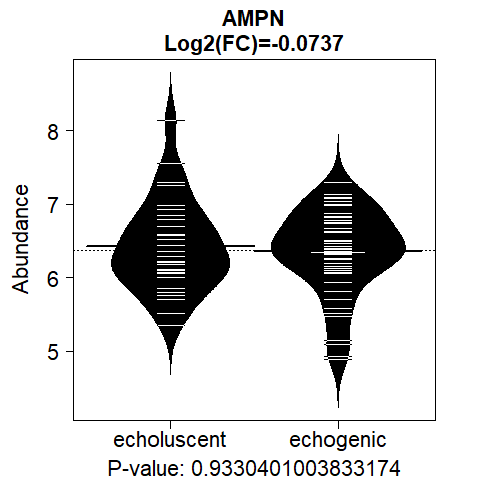 AMPN
Log2(FC)=-0.0737
Abundance
8
7
6
5
echoluscent echogenic
P-value: 0.9330401003833174